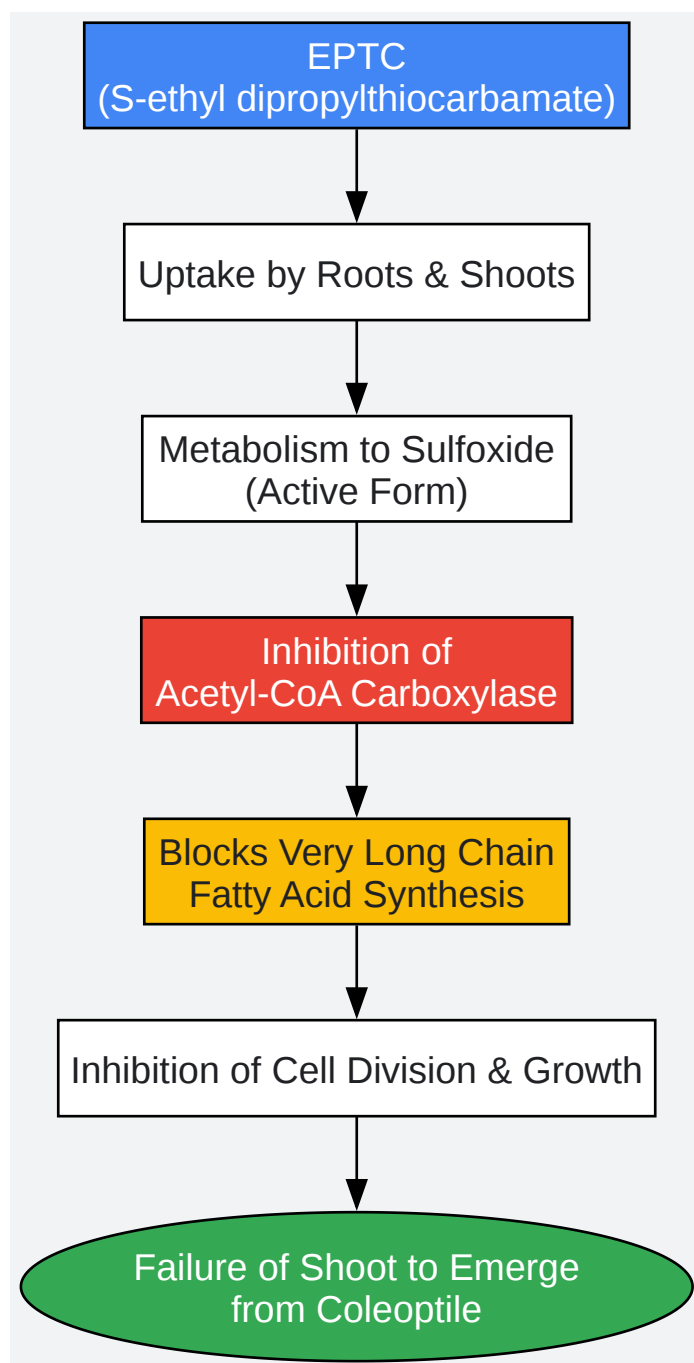 EPTC
(S-ethyl dipropylthiocarbamate)
Uptake by Roots & Shoots
Metabolism to Sulfoxide
(Active Form)
Inhibition of
Acetyl-CoA Carboxylase
Blocks Very Long Chain
Fatty Acid Synthesis
Inhibition of Cell Division & Growth
Failure of Shoot to Emerge
from Coleoptile